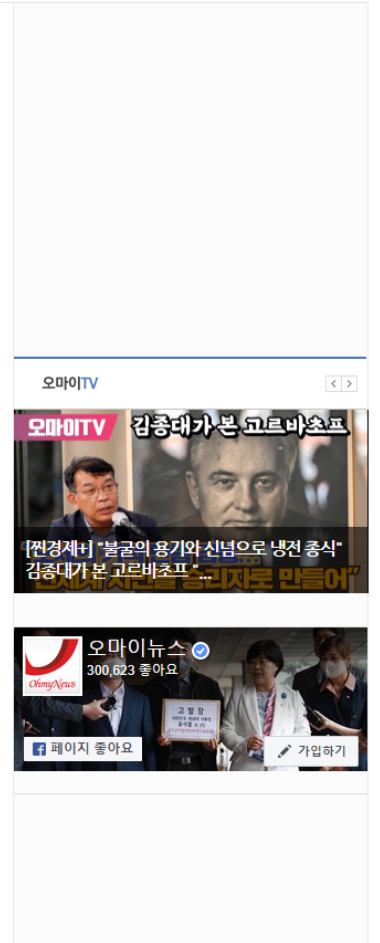 오마이TV
오마이TV 김종대가 본 고르바초프
[찐경제+] "불굴의 용기와 신념으로 냉전 종식"
김종대가 본 고르바초프 "...
오마이뉴스
300,623 좋아요
OhmyNews
고 발 장
페이지 좋아요
가입하기